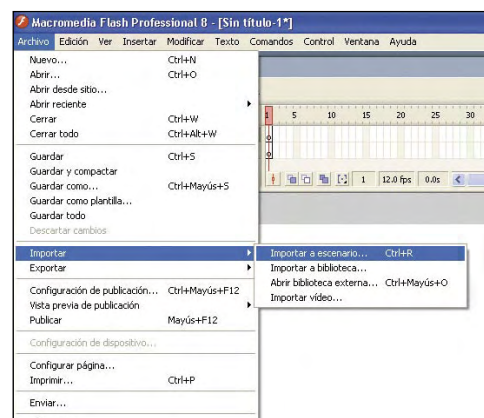 Macromedia Flash Professional 8 - [Sin título-1*]
Archivo Edición Ver Insertar Modificar Texto Comandos Control Ventana Ayuda
Nuevo... Ctrl+N
Abrir... Ctrl+O
Abrir desde sitio...
Abrir reciente
Cerrar Ctrl+W
Cerrar todo Ctrl+Alt+W
Guardar Ctrl+S
Guardar y compactar
Guardar como... Ctrl+Mayús+S
Guardar como plantilla...
Guardar todo
Descartar cambios
Importar
Exportar
Configuración de publicación... Ctrl+Mayús+F12
Vista previa de publicación
Publicar Mayús+F12
Configuración de dispositivo...
Configurar página...
Imprimir... Ctrl+P
Enviar...
1 5 10 15 20 25 30
1 12.0 fps 0.0s
Importar a escenario... Ctrl+R
Importar a biblioteca...
Abrir biblioteca externa... Ctrl+Mayús+O
Importar vídeo...